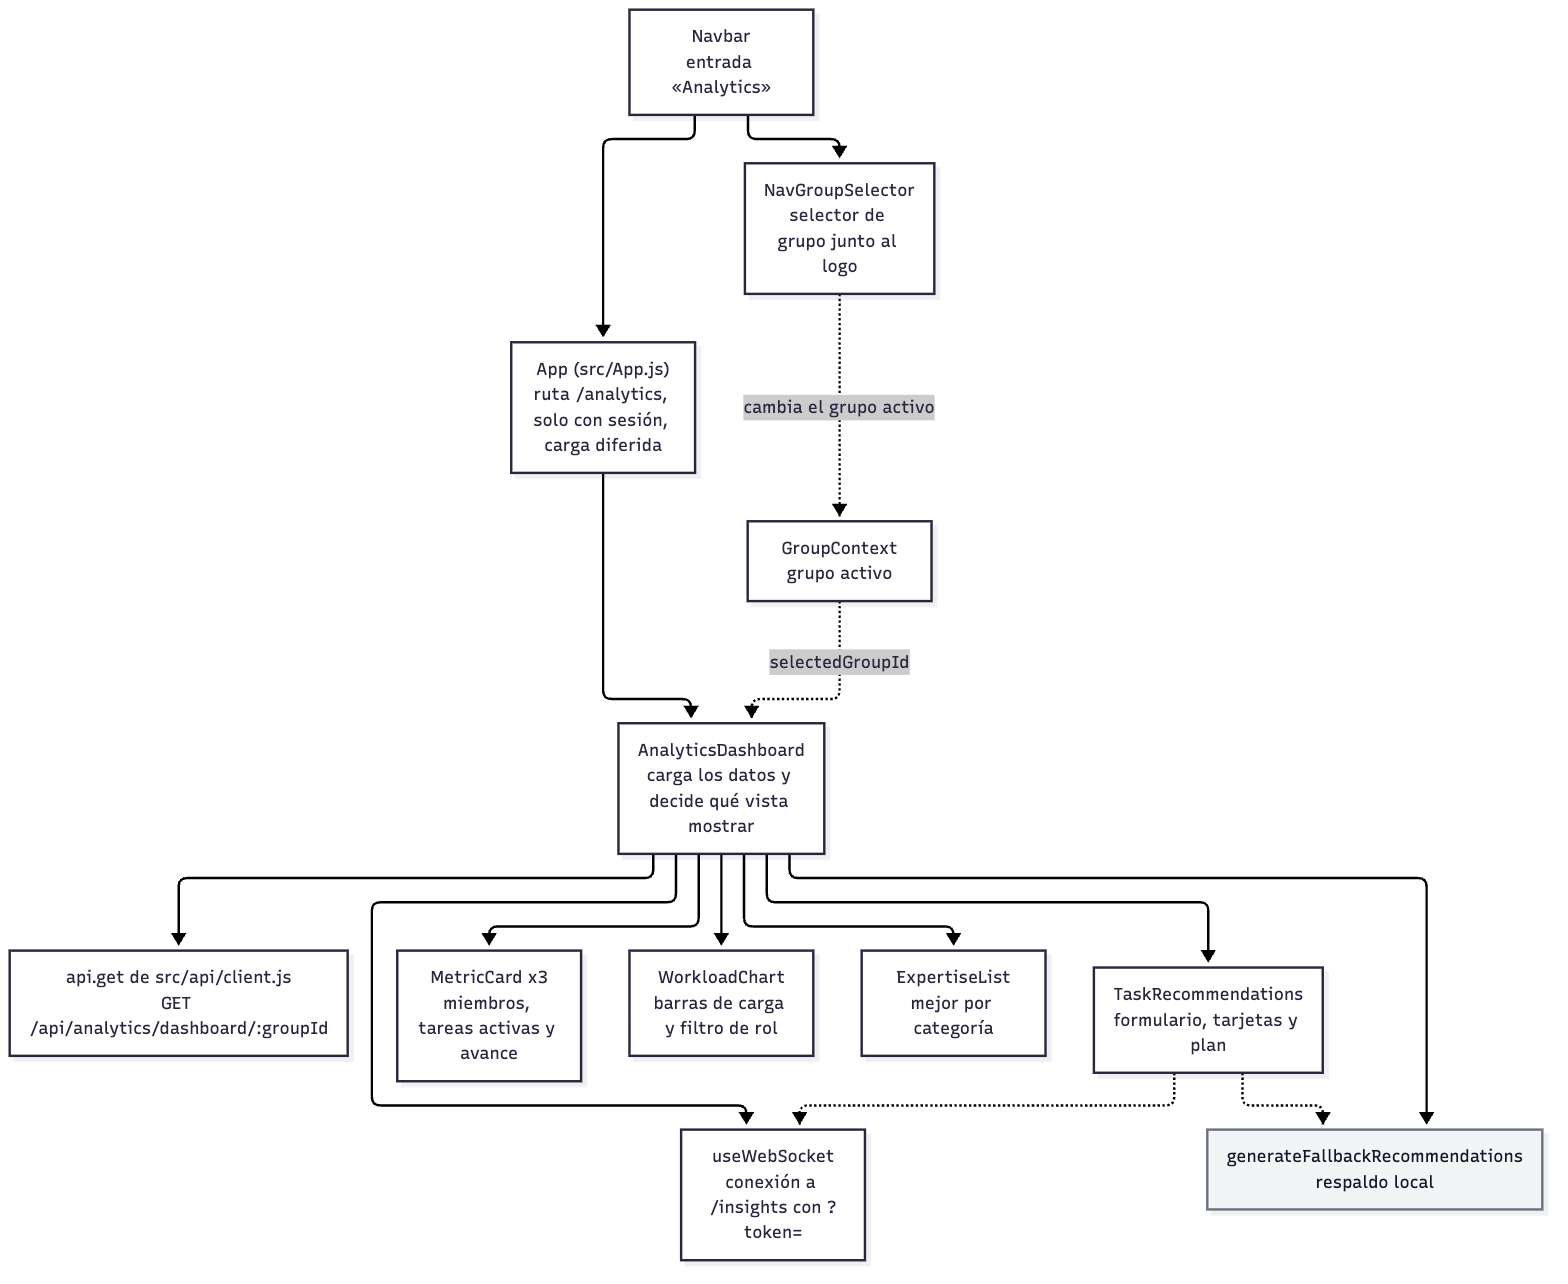 Navbar
entrada
«Analytics»
NavGroupSelector
selector de
grupo junto al
logo
App (src/App.js)
ruta /analytics,
solo con sesión,
carga diferida
cambia el grupo activo
GroupContext
grupo activo
selectedGroupId
AnalyticsDashboard
carga los datos y
decide qué vista
mostrar
api.get de src/api/client.js
GET
/api/analytics/dashboard/:groupId
MetricCard x3
miembros,
tareas activas y
avance
WorkloadChart
barras de carga
y filtro de rol
ExpertiseList
mejor por
categoría
TaskRecommendations
formulario, tarjetas y
plan
useWebSocket
conexión a
/insights con ?
token=
generateFallbackRecommendations
respaldo local